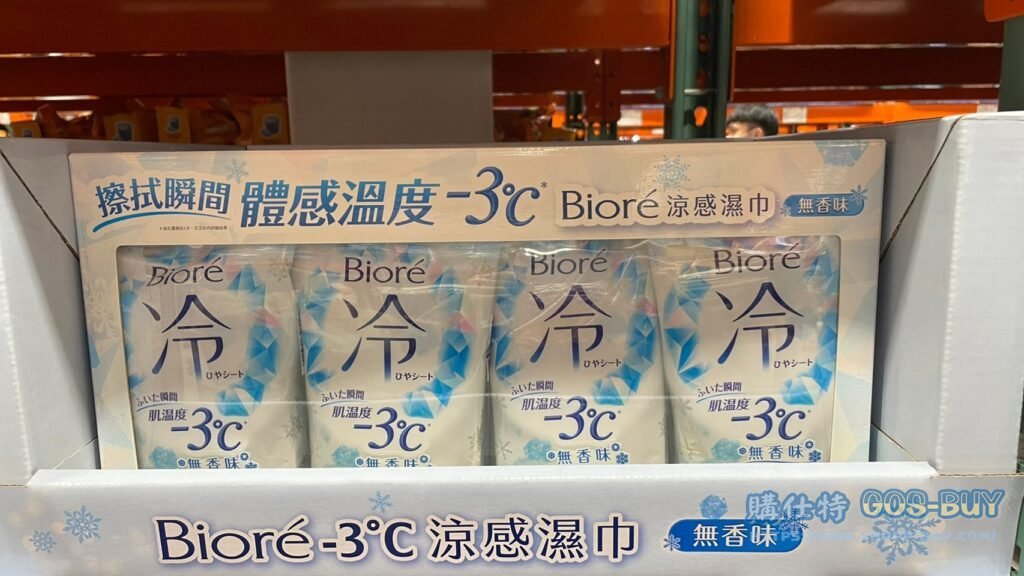 擦拭瞬間 體感溫度 -3℃* Bioré 涼感濕巾 無香味
Bioré Bioré Bioré Bioré
冷 冷 冷 冷
ひやシート ひやシート ひやシート ひやシート
ふいた瞬間 ふいた瞬間 ふいた瞬間 ふいた瞬間
肌温度 肌温度 肌温度 肌温度
-3℃ -3℃ -3℃ -3℃
無香味 無香味 無香味 無香味
購仕特 GOS-BUY
Bioré -3℃ 涼感濕巾 無香味